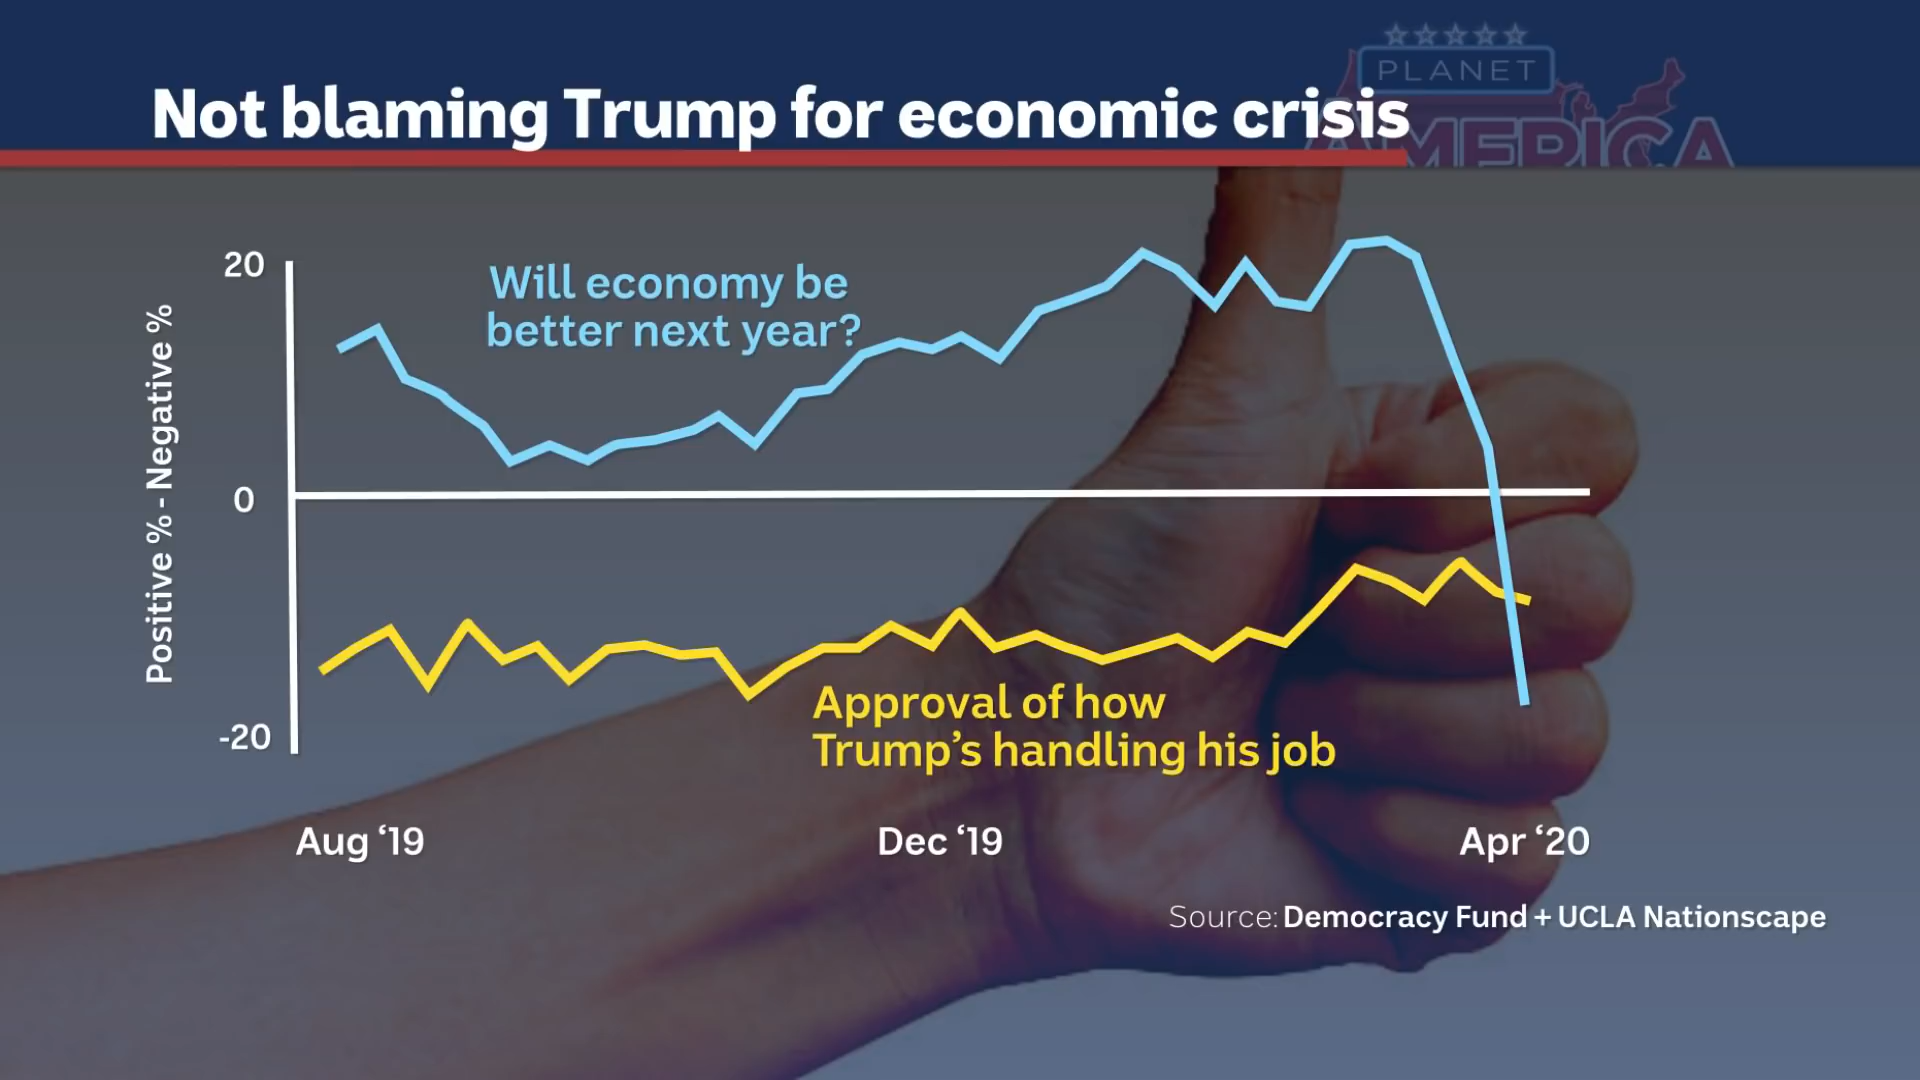 PLANET
AMERICA
Not blaming Trump for economic crisis
Positive % - Negative %
20
0
-20
Will economy be
better next year?
Approval of how
Trump’s handling his job
Aug ‘19
Dec ‘19
Apr ‘20
Source: Democracy Fund + UCLA Nationscape